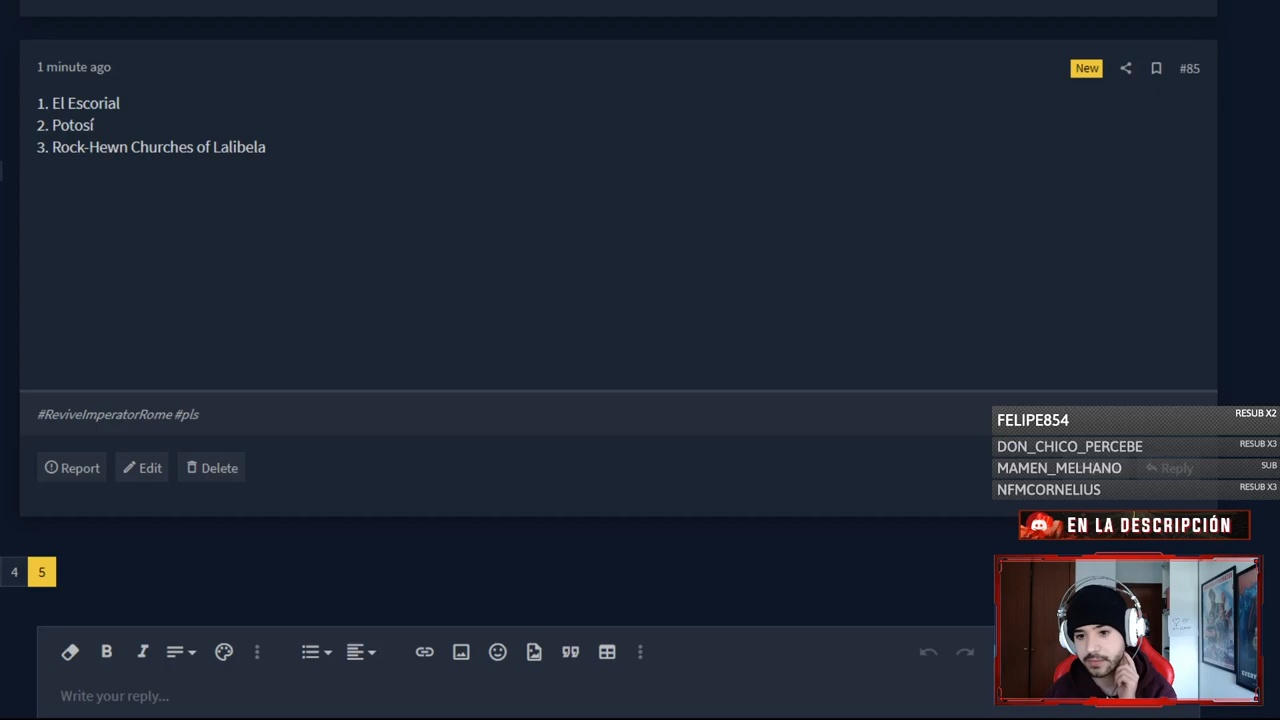 1 minute ago
New
#85
1. El Escorial
2. Potosí
3. Rock-Hewn Churches of Lalibela
#ReviveImperatorRome #pls
Report
Edit
Delete
Reply
FELIPE854 RESUB X2
DON_CHICO_PERCEBE RESUB X3
MAMEN_MELHANO SUB
NFMCORNELIUS RESUB X3
EN LA DESCRIPCIÓN
4 5
B I
Write your reply...